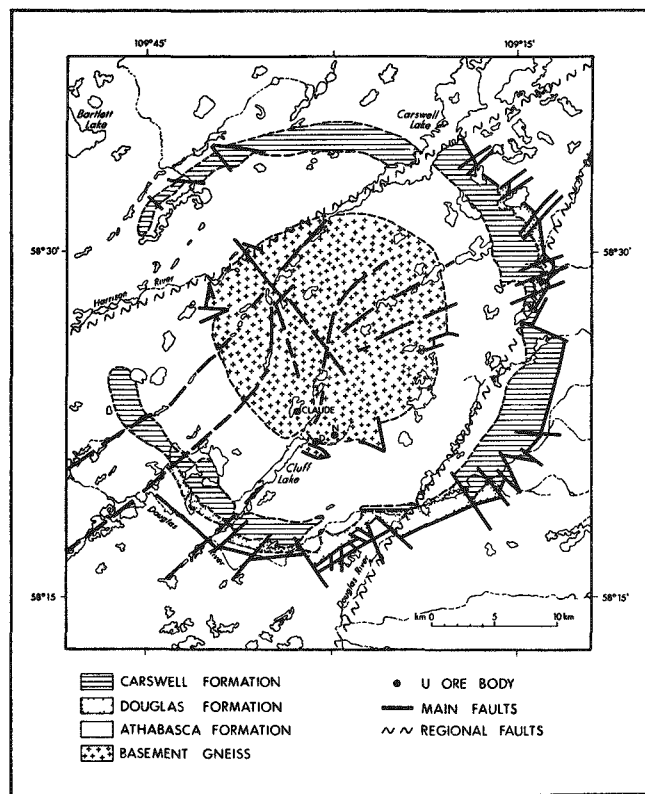 109°45'
109°15'
Bartlett
Lake
Carswell
Lake
58°30'
58°30'
Harrison
River
CLAUDE
D
Cluff
Lake
Douglas
River
Douglas River
58°15'
58°15'
km 0 5 10 km
CARSWELL FORMATION
DOUGLAS FORMATION
ATHABASCA FORMATION
BASEMENT GNEISS
U ORE BODY
MAIN FAULTS
REGIONAL FAULTS